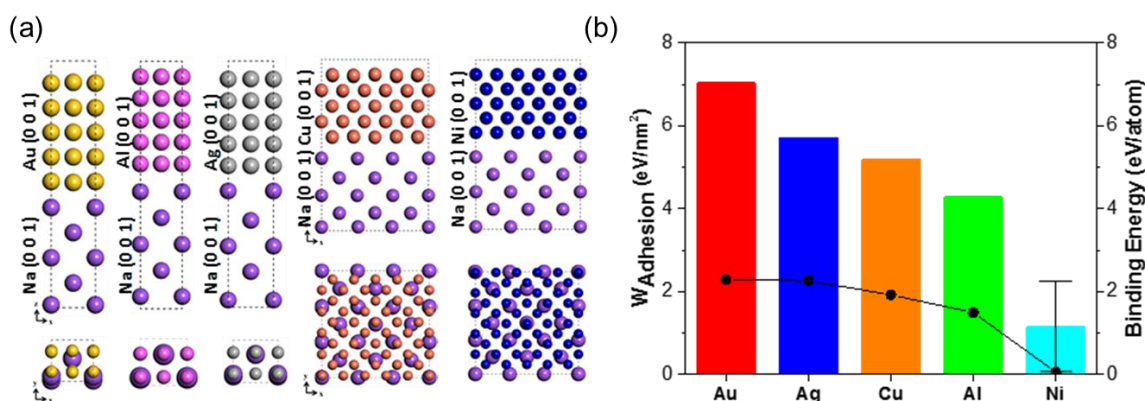 (a)
Au (0 0 1)
Na (0 0 1)
Al (0 0 1)
Na (0 0 1)
Ag (0 0 1)
Na (0 0 1)
Cu (0 0 1)
Na (0 0 1)
Ni (0 0 1)
Na (0 0 1)
z
x
z
x
z
x
z
x
z
x
y
x
y
x
y
x
y
x
y
x
(b)
WAdhesion (eV/nm²)
8
6
4
2
0
Au
Ag
Cu
Al
Ni
8
6
4
2
0
Binding Energy (eV/atom)